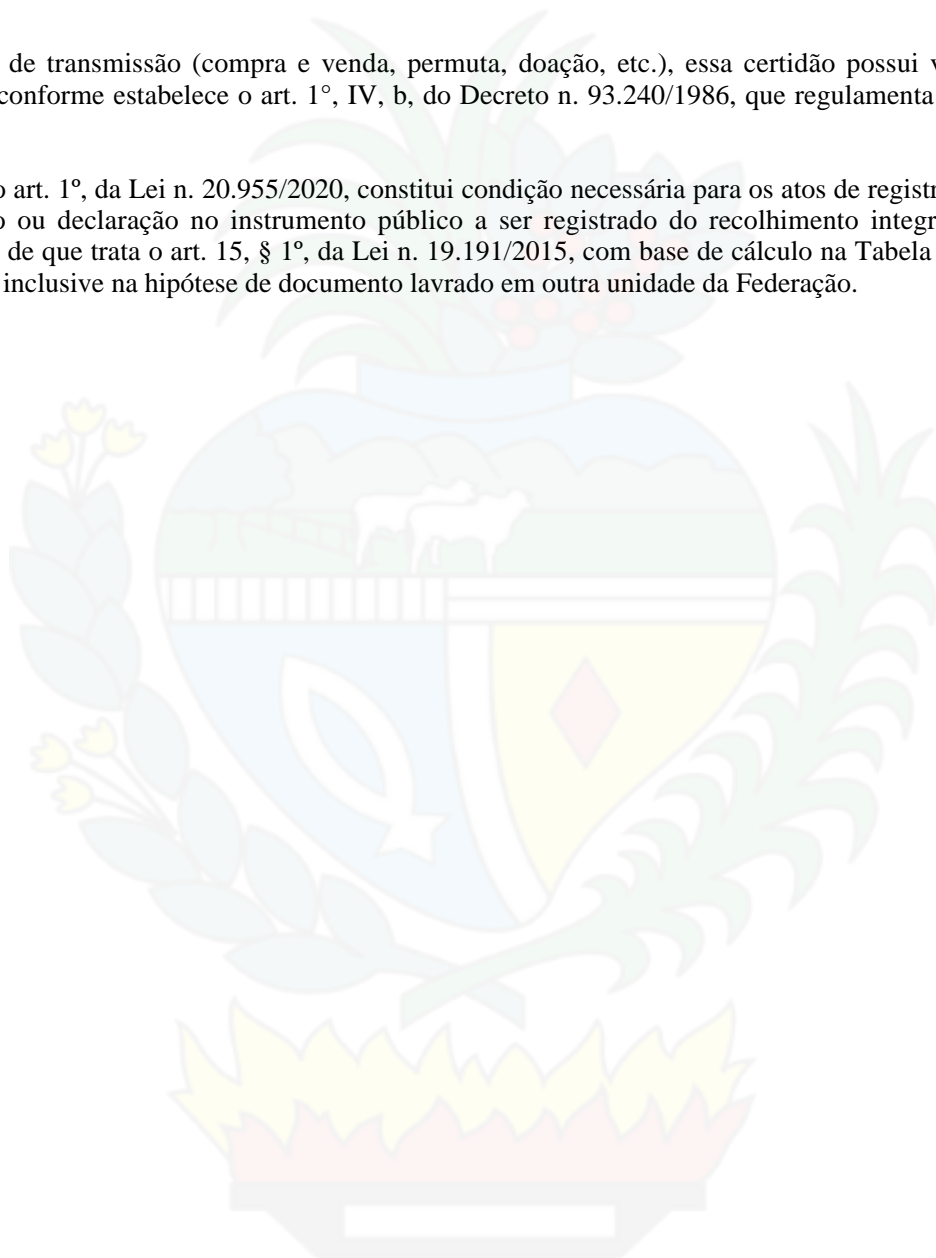 de transmissão (compra e venda, permuta, doação, etc.), essa certidão possui
conforme estabelece o art. 1°, IV, b, do Decreto n. 93.240/1986, que regulamenta
art. 1º, da Lei n. 20.955/2020, constitui condição necessária para os atos de
ou declaração no instrumento público a ser registrado do recolhimento
de que trata o art. 15, § 1º, da Lei n. 19.191/2015, com base de cálculo na Tabela
inclusive na hipótese de documento lavrado em outra unidade da Federação.